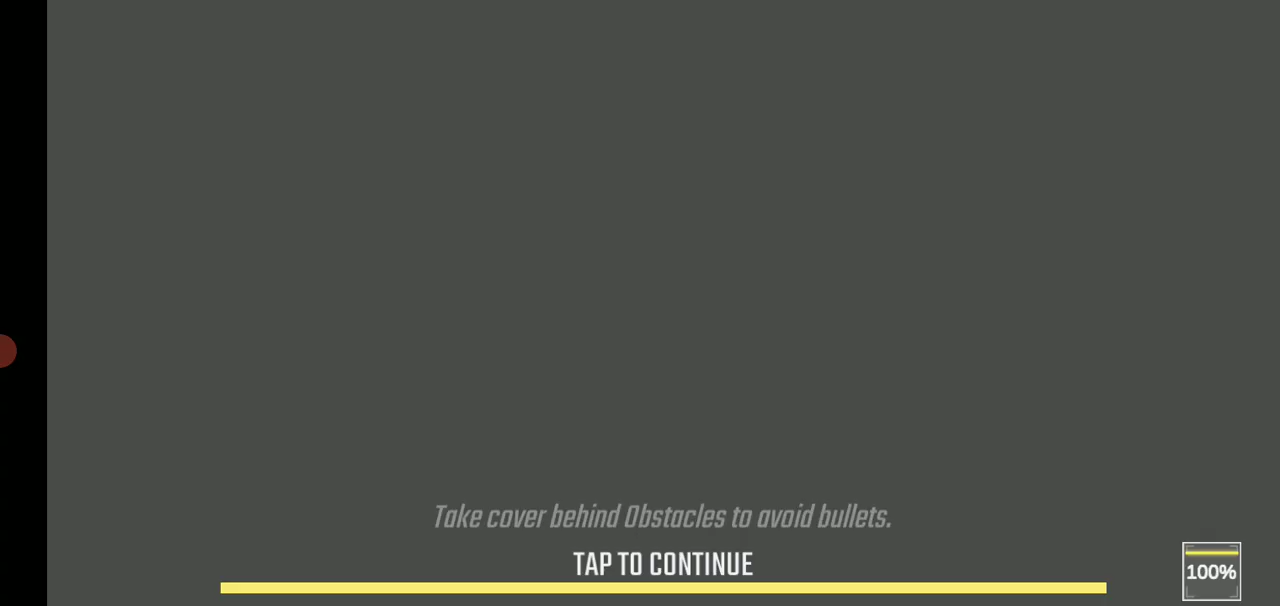 Take cover behind Obstacles to avoid bullets.
TAP TO CONTINUE
100%